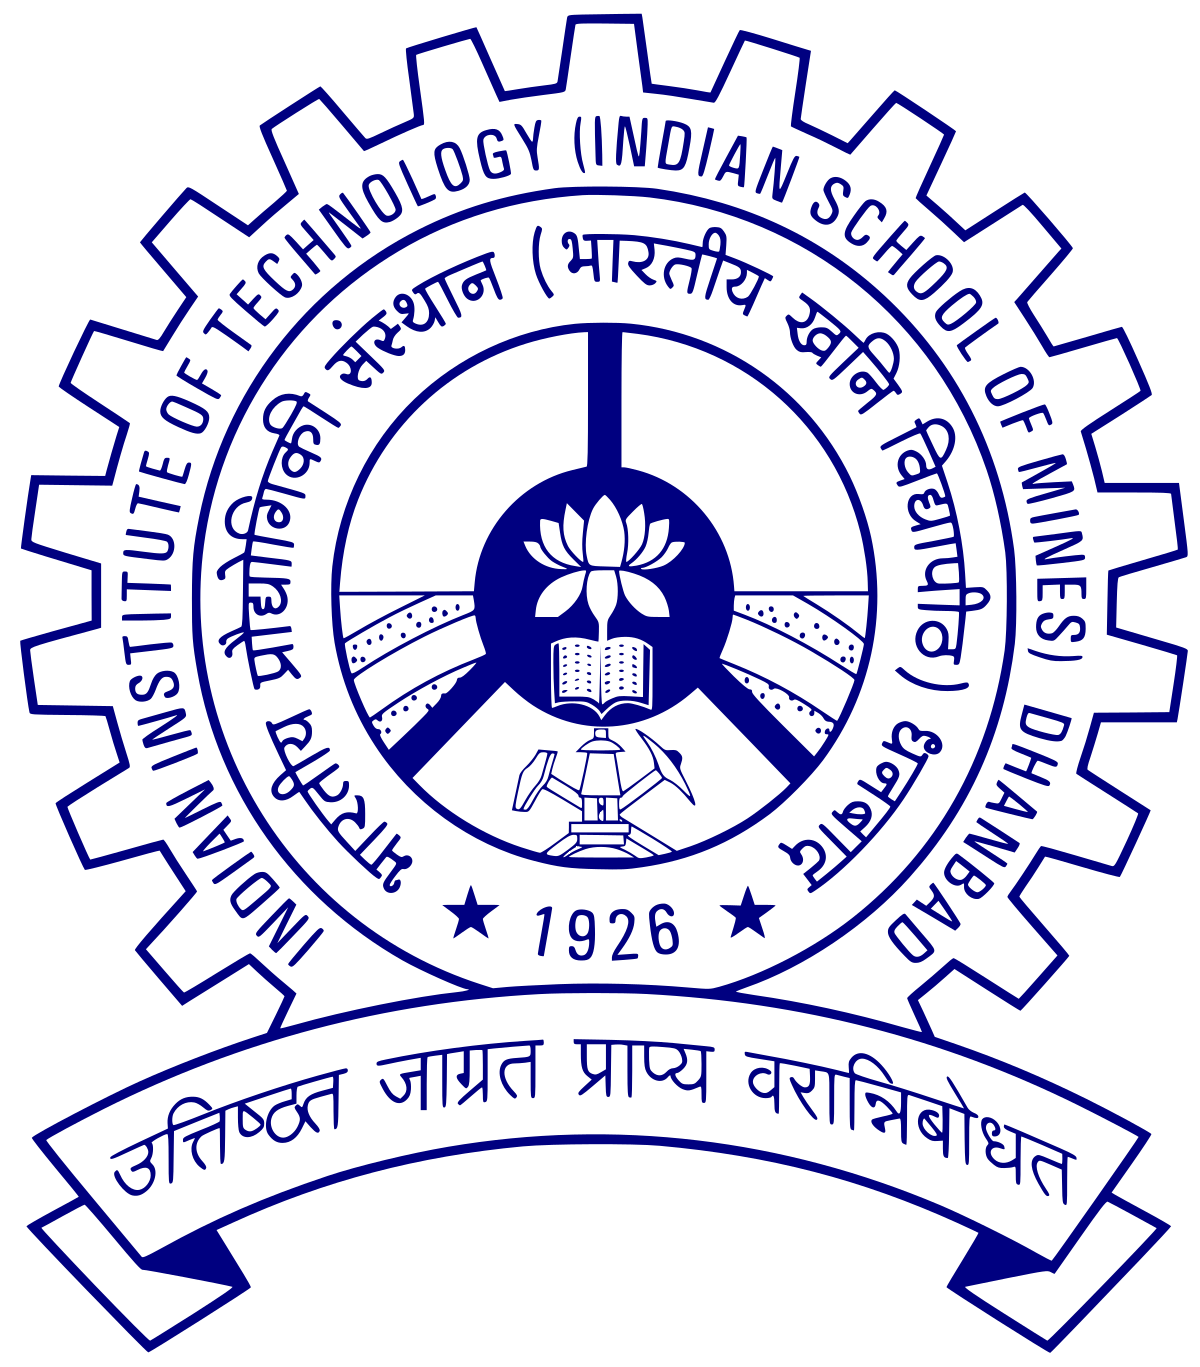 INDIAN INSTITUTE OF TECHNOLOGY (INDIAN SCHOOL OF MINES) DHANBAD
भारतीय प्रौद्योगिकी संस्थान (भारतीय खनि विद्यापीठ) धनबाद
1926
उत्तिष्ठत जाग्रत प्राप्य वरान्निबोधत